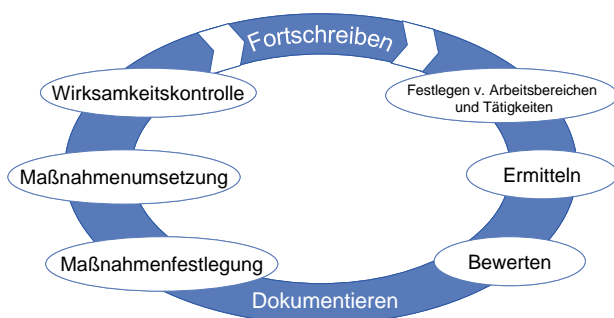 Fortschreiben
Festlegen v. Arbeitsbereichen
und Tätigkeiten
Ermitteln
Bewerten
Dokumentieren
Maßnahmenfestlegung
Maßnahmenumsetzung
Wirksamkeitskontrolle